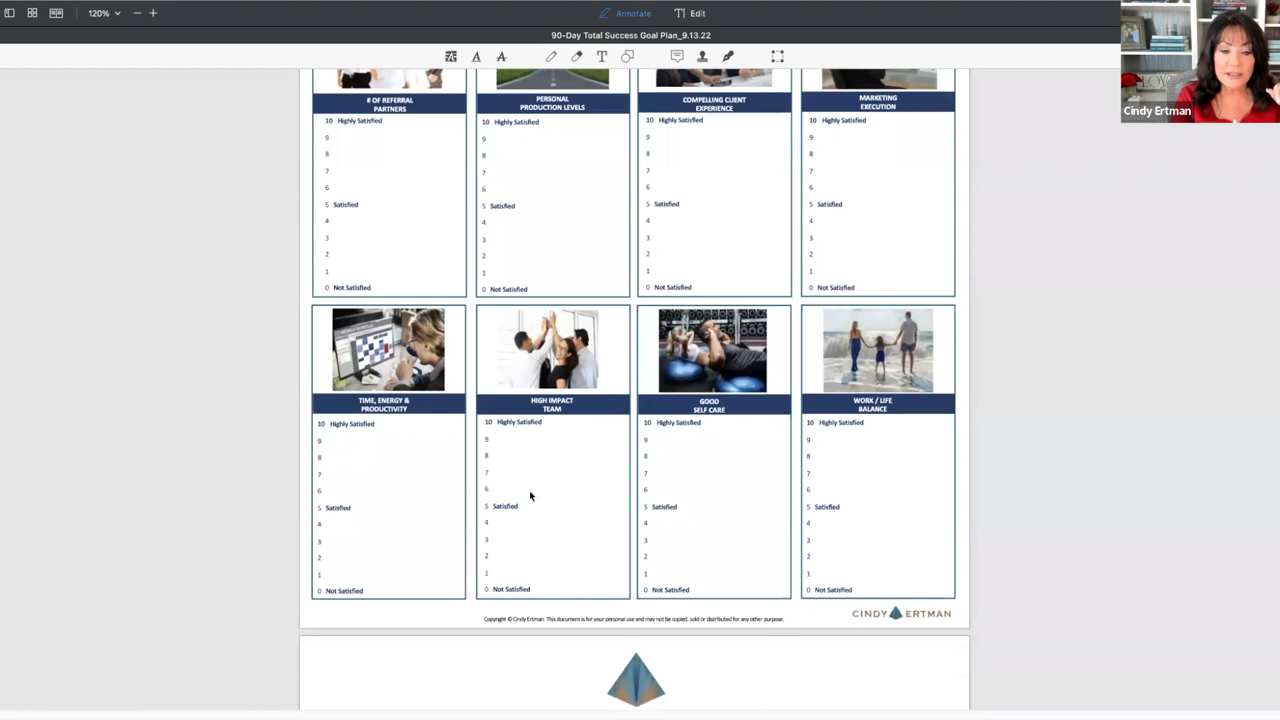 120%
Annotate
Edit
90-Day Total Success Goal Plan_9.13.22
Cindy Ertman
# OF REFERRAL
PARTNERS
10 Highly Satisfied
9
8
7
6
5 Satisfied
4
3
2
1
0 Not Satisfied
PERSONAL
PRODUCTION LEVELS
10 Highly Satisfied
9
8
7
6
5 Satisfied
4
3
2
1
0 Not Satisfied
COMPELLING CLIENT
EXPERIENCE
10 Highly Satisfied
9
8
7
6
5 Satisfied
4
3
2
1
0 Not Satisfied
MARKETING
EXECUTION
10 Highly Satisfied
9
8
7
6
5 Satisfied
4
3
2
1
0 Not Satisfied
TIME, ENERGY &
PRODUCTIVITY
10 Highly Satisfied
9
8
7
6
5 Satisfied
4
3
2
1
0 Not Satisfied
HIGH IMPACT
TEAM
10 Highly Satisfied
9
8
7
6
5 Satisfied
4
3
2
1
0 Not Satisfied
GOOD
SELF CARE
10 Highly Satisfied
9
8
7
6
5 Satisfied
4
3
2
1
0 Not Satisfied
WORK / LIFE
BALANCE
10 Highly Satisfied
9
8
7
6
5 Satisfied
4
3
2
1
0 Not Satisfied
Copyright © Cindy Ertman. This document is for your personal use and may not be copied, sold or distributed for any other purpose.
CINDY ERTMAN